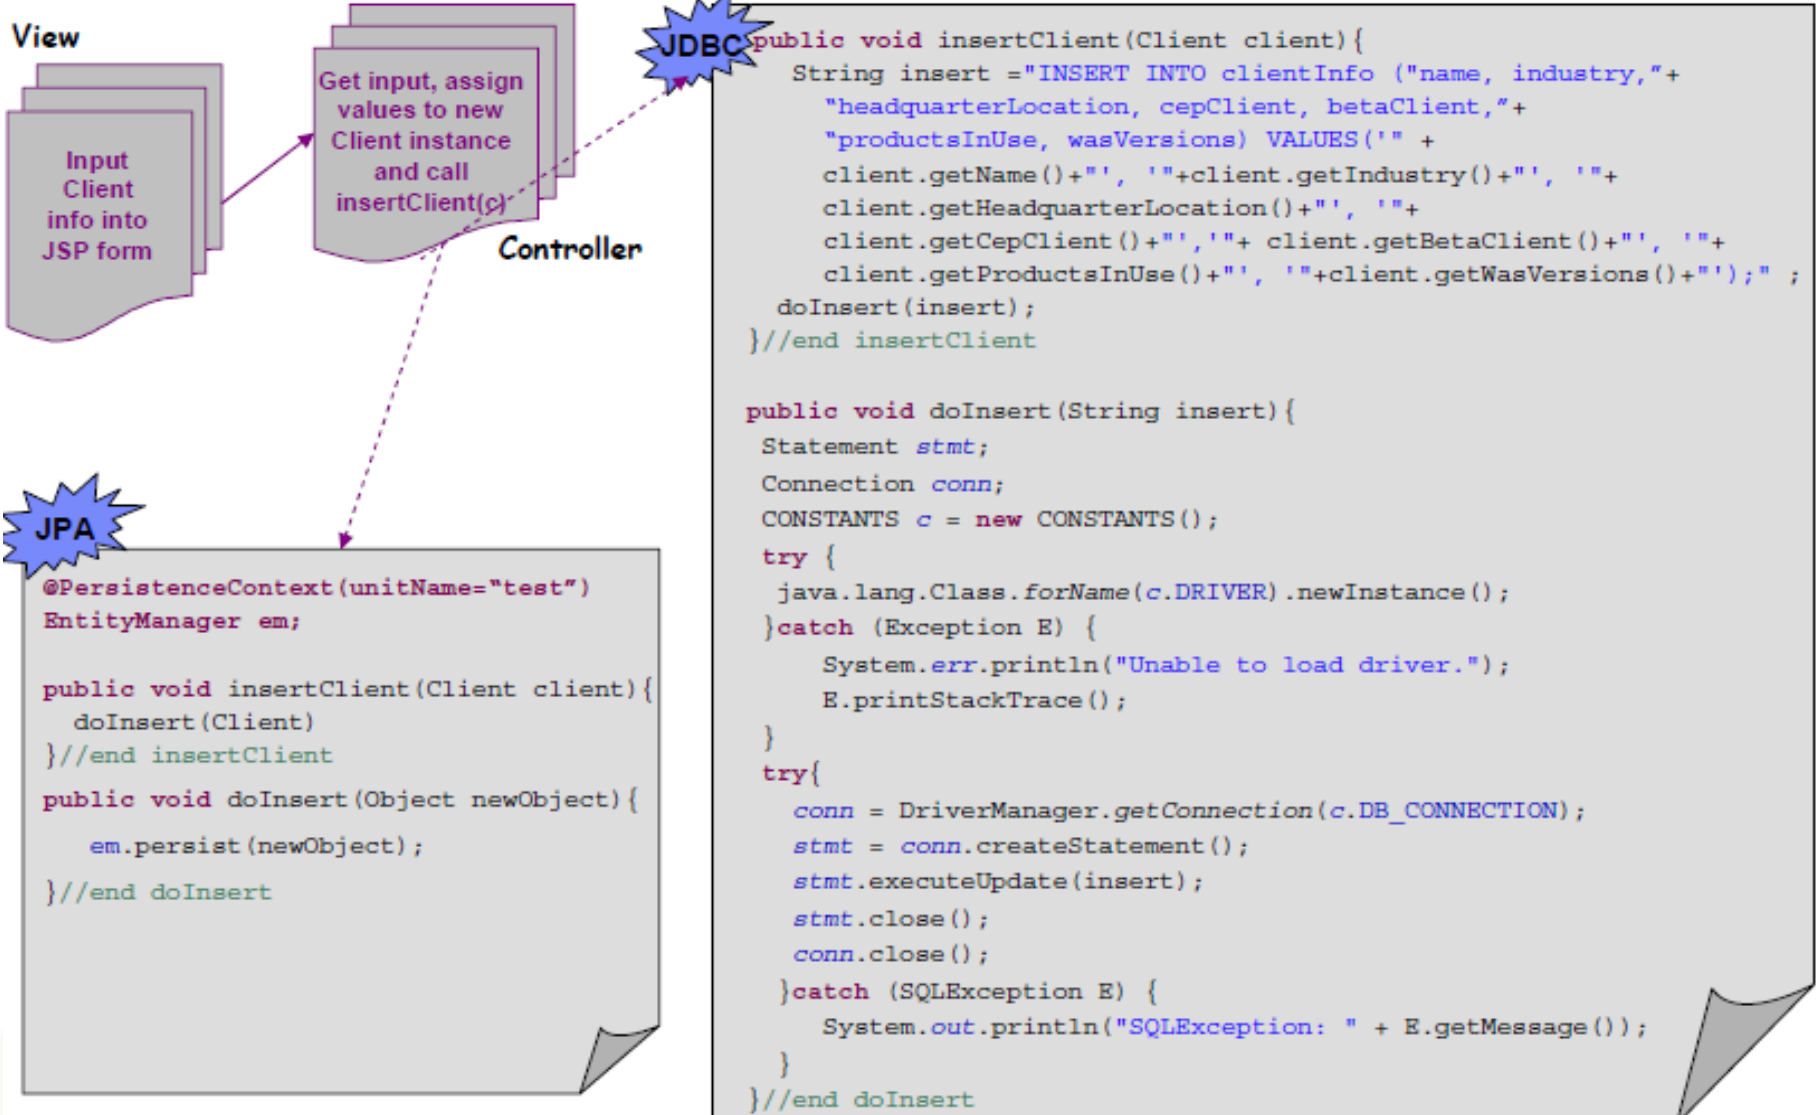 View
Input
Client
info into
JSP form
Get input, assign
values to new
Client instance
and call
insertClient(c)
Controller
JDBC
public void insertClient(Client client){
String insert ="INSERT INTO clientInfo ("name, industry,"+
"headquarterLocation, cepClient, betaClient,"+
"productsInUse, wasVersions) VALUES('" +
client.getName()+"', '"+client.getIndustry()+"', '"+
client.getHeadquarterLocation()+"', '"+
client.getCepClient()+"','"+ client.getBetaClient()+"', '"+
client.getProductsInUse()+"', '"+client.getWasVersions()+"');" ;
doInsert(insert);
}//end insertClient
public void doInsert(String insert){
Statement stmt;
Connection conn;
CONSTANTS c = new CONSTANTS();
try {
java.lang.Class.forName(c.DRIVER).newInstance();
}catch (Exception E) {
System.err.println("Unable to load driver.");
E.printStackTrace();
}
try{
conn = DriverManager.getConnection(c.DB_CONNECTION);
stmt = conn.createStatement();
stmt.executeUpdate(insert);
stmt.close();
conn.close();
}catch (SQLException E) {
System.out.println("SQLException: " + E.getMessage());
}
}//end doInsert
JPA
@PersistenceContext(unitName=“test”)
EntityManager em;
public void insertClient(Client client){
doInsert(Client)
}//end insertClient
public void doInsert(Object newObject){
em.persist(newObject);
}//end doInsert